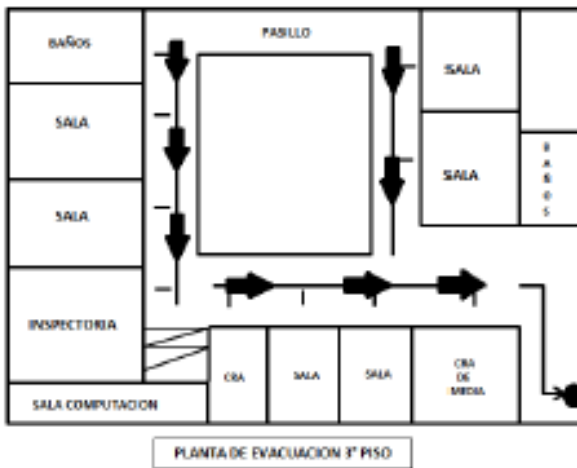 BAÑOS
PASILLO
SALA
SALA
SALA
SALA
BAÑOS
INSPECTORIA
CRA
SALA
SALA
CRA
DE
MEDIA
SALA COMPUTACION
PLANTA DE EVACUACION 3° PISO